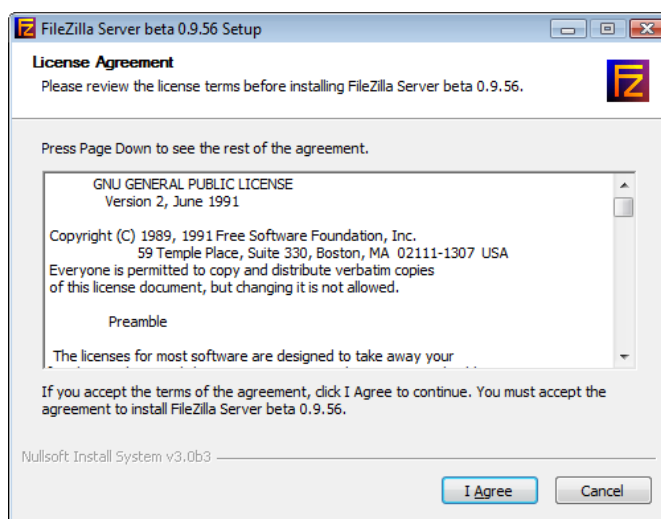 FileZilla Server beta 0.9.56 Setup
License Agreement
Please review the license terms before installing FileZilla Server beta 0.9.56.
FZ
Press Page Down to see the rest of the agreement.
GNU GENERAL PUBLIC LICENSE
Version 2, June 1991
Copyright (C) 1989, 1991 Free Software Foundation, Inc.
59 Temple Place, Suite 330, Boston, MA 02111-1307 USA
Everyone is permitted to copy and distribute verbatim copies
of this license document, but changing it is not allowed.
Preamble
The licenses for most software are designed to take away your
If you accept the terms of the agreement, click I Agree to continue. You must accept the
agreement to install FileZilla Server beta 0.9.56.
Nullsoft Install System v3.0b3
I Agree
Cancel